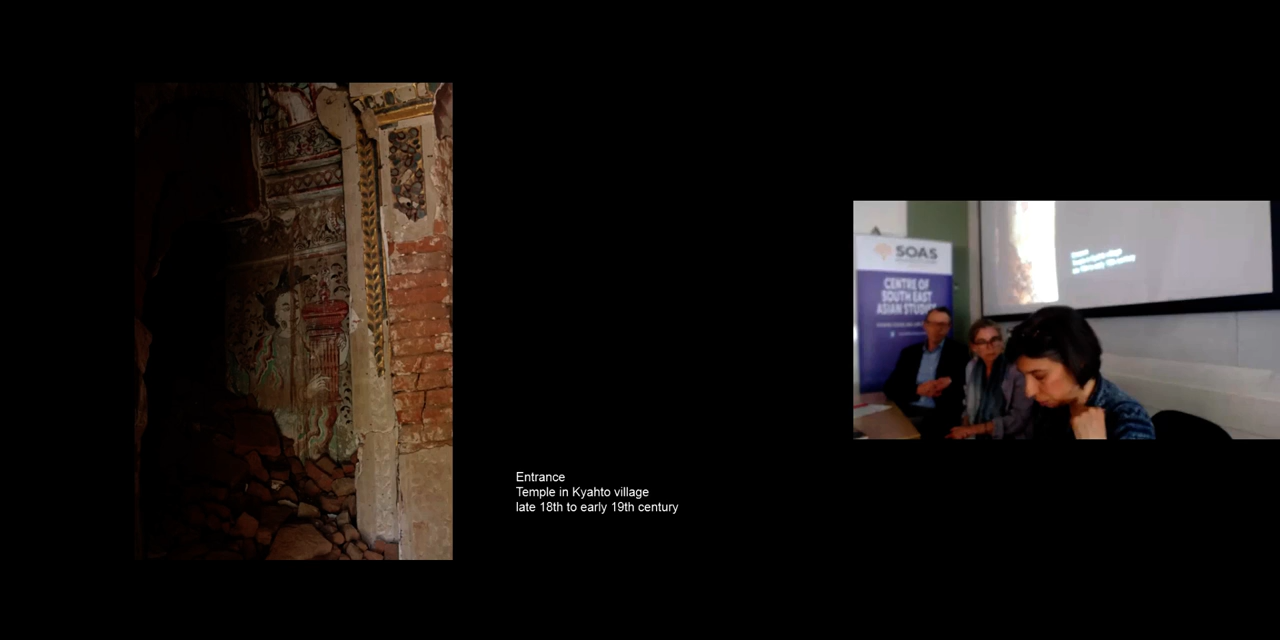 Entrance
Temple in Kyahto village
late 18th to early 19th century
SOAS
CENTRE OF
SOUTH EAST
ASIAN STUDIES